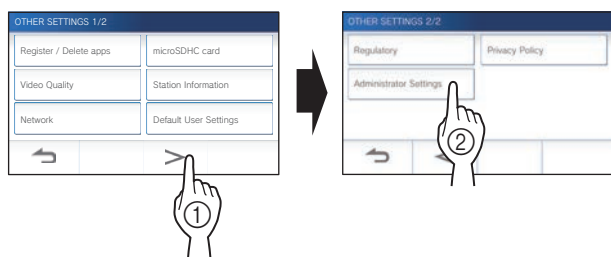 OTHER SETTINGS 1/2
Register / Delete apps
microSDHC card
Video Quality
Station Information
Network
Default User Settings
>
①
OTHER SETTINGS 2/2
Regulatory
Privacy Policy
Administrator Settings
②